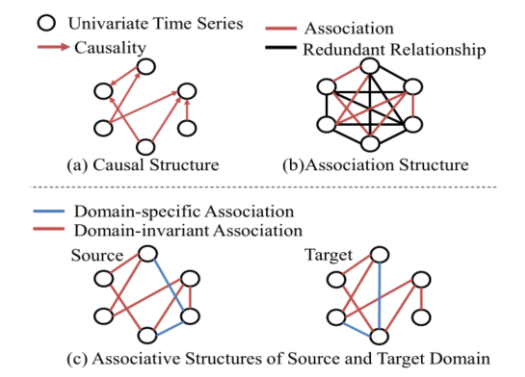 Univariate Time Series
Causality
Association
Redundant Relationship
(a) Causal Structure
(b)Association Structure
Domain-specific Association
Domain-invariant Association
Source
Target
(c) Associative Structures of Source and Target Domain